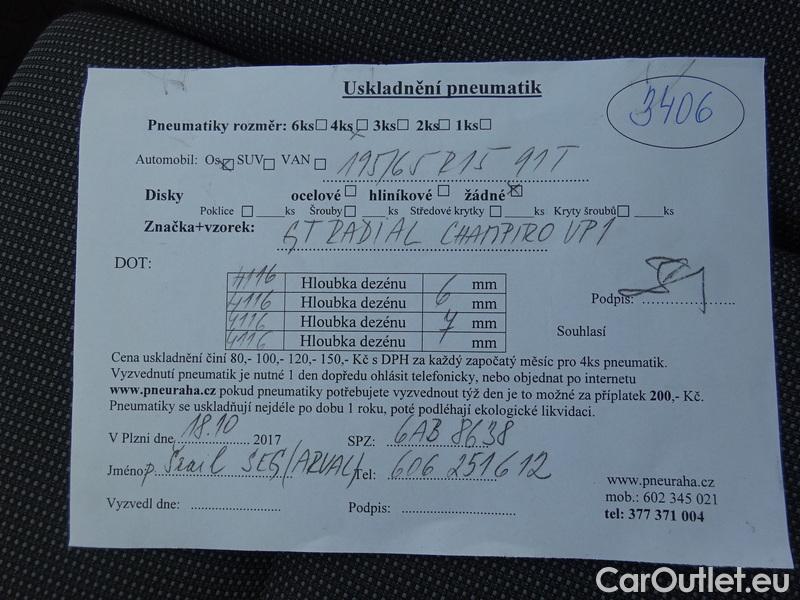 Uskladnění pneumatik
3406
Pneumatiky rozměr: 6ks 4ks 3ks 2ks 1ks
Automobil: Os. SUV VAN 195/65 R15 91T
Disky ocelové hliníkové žádné
Poklice ____ks Šrouby ____ks Středové krytky ____ks Kryty šroubů ____ks
Značka+vzorek: GT RADIAL CHAMPIRO VP1
DOT:
4116 Hloubka dezénu 6 mm
4116 Hloubka dezénu mm
4116 Hloubka dezénu 7 mm
4116 Hloubka dezénu mm
Podpis:
Souhlasí
Cena uskladnění činí 80,- 100,- 120,- 150,- Kč s DPH za každý započatý měsíc pro 4ks pneumatik.
Vyzvednutí pneumatik je nutné 1 den dopředu ohlásit telefonicky, nebo objednat po internetu
www.pneuraha.cz pokud pneumatiky potřebujete vyzvednout týž den je to možné za příplatek 200,- Kč.
Pneumatiky se uskladňují nejdéle po dobu 1 roku, poté podléhají ekologické likvidaci.
V Plzni dne 18.10 2017 SPZ: 6AB 8638
Jméno p. (ARVAL) Tel: 606 251612
Vyzvedl dne: Podpis:
www.pneuraha.cz
mob.: 602 345 021
tel: 377 371 004
CarOutlet.eu